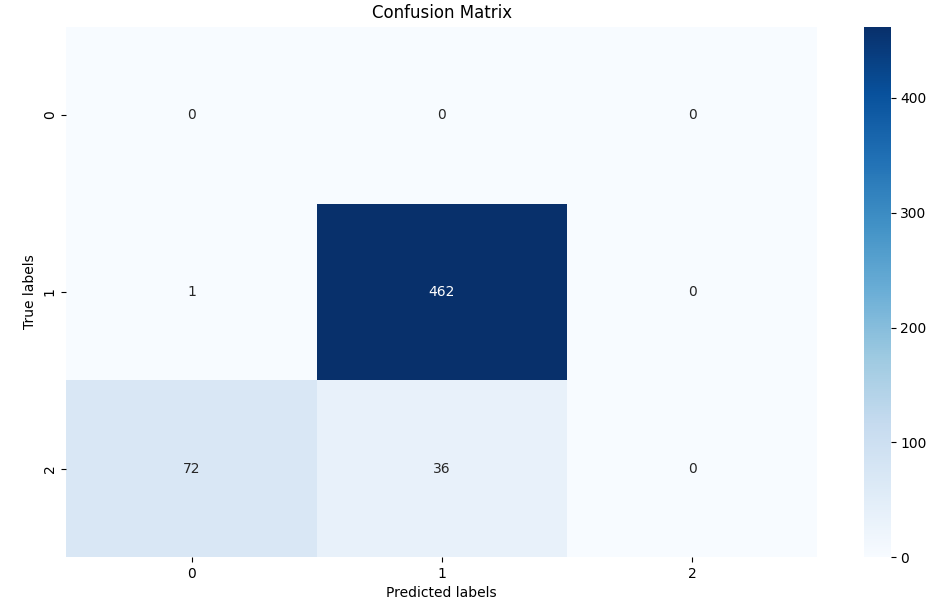 Confusion Matrix
True labels
0
0 0 0
1
1 462 0
2
72 36 0
0 1 2
Predicted labels
400
300
200
100
0